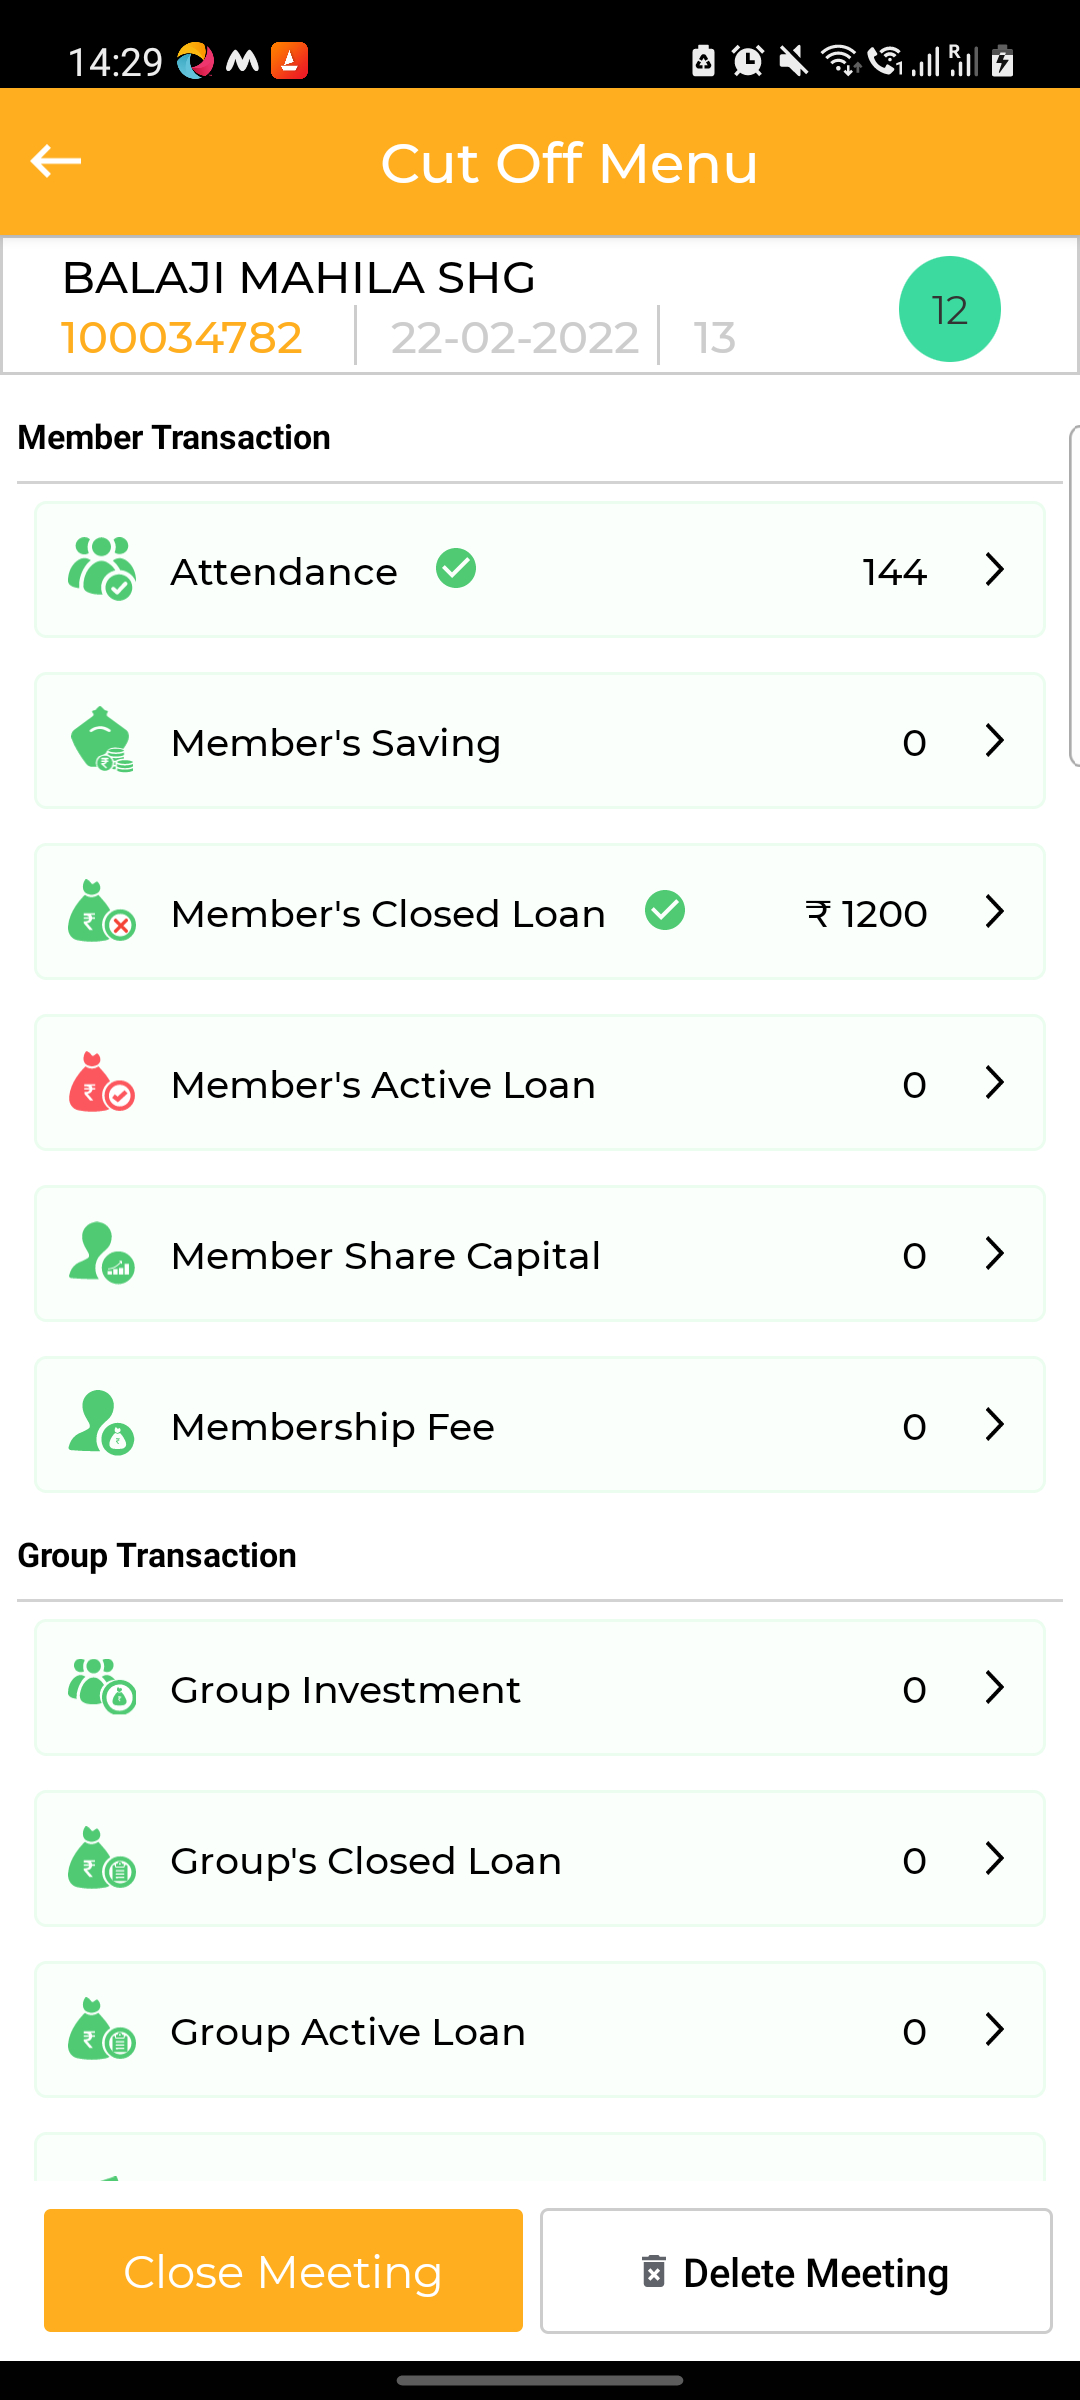 14:29
Cut Off Menu
BALAJI MAHILA SHG
100034782 22-02-2022 13
12
Member Transaction
Attendance 144
Member's Saving 0
Member's Closed Loan ₹ 1200
Member's Active Loan 0
Member Share Capital 0
Membership Fee 0
Group Transaction
Group Investment 0
Group's Closed Loan 0
Group Active Loan 0
Close Meeting Delete Meeting